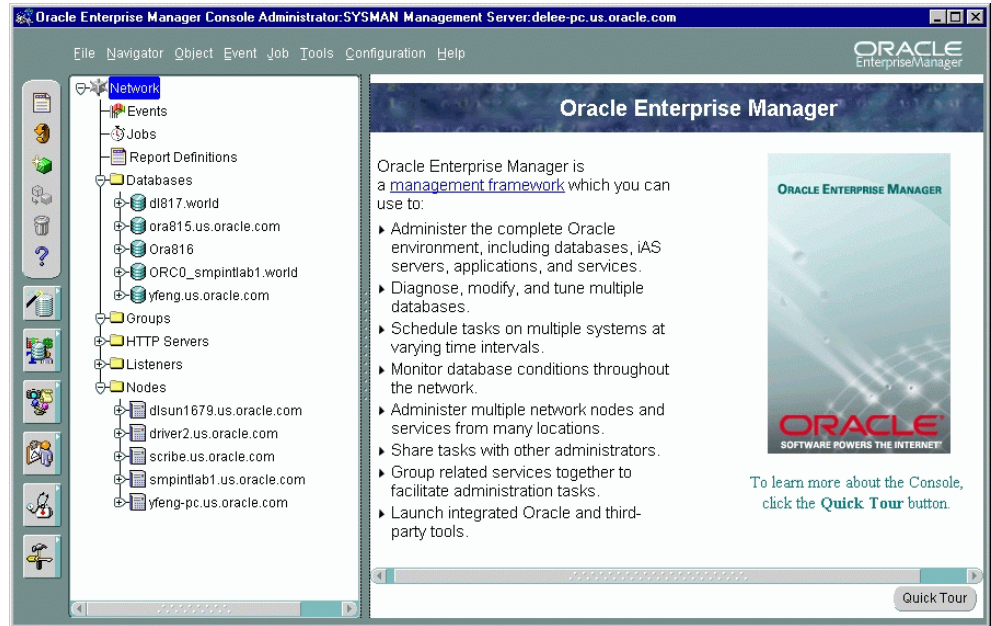 Oracle Enterprise Manager Console Administrator:SYSMAN Management Server:delee-pc.us.oracle.com
File Navigator Object Event Job Tools Configuration Help
ORACLE
EnterpriseManager
Network
Events
Jobs
Report Definitions
Databases
dl817.world
ora815.us.oracle.com
Ora816
ORC0_smpintlab1.world
yfeng.us.oracle.com
Groups
HTTP Servers
Listeners
Nodes
dlsun1679.us.oracle.com
driver2.us.oracle.com
scribe.us.oracle.com
smpintlab1.us.oracle.com
yfeng-pc.us.oracle.com
Oracle Enterprise Manager
Oracle Enterprise Manager is
a management framework which you can
use to:
Administer the complete Oracle
environment, including databases, iAS
servers, applications, and services.
Diagnose, modify, and tune multiple
databases.
Schedule tasks on multiple systems at
varying time intervals.
Monitor database conditions throughout
the network.
Administer multiple network nodes and
services from many locations.
Share tasks with other administrators.
Group related services together to
facilitate administration tasks.
Launch integrated Oracle and third-
party tools.
ORACLE ENTERPRISE MANAGER
ORACLE
SOFTWARE POWERS THE INTERNET
To learn more about the Console,
click the Quick Tour button.
Quick Tour